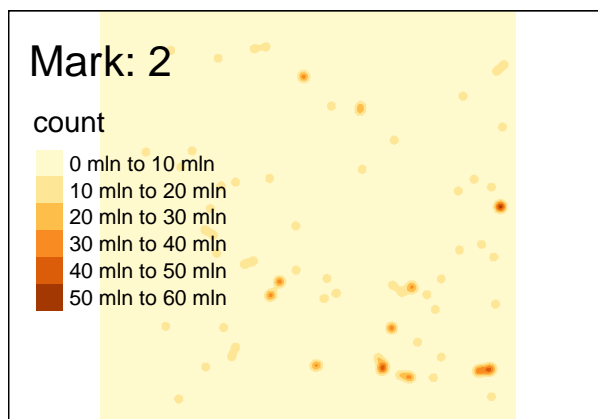 Mark: 2
count
0 mln to 10 mln
10 mln to 20 mln
20 mln to 30 mln
30 mln to 40 mln
40 mln to 50 mln
50 mln to 60 mln